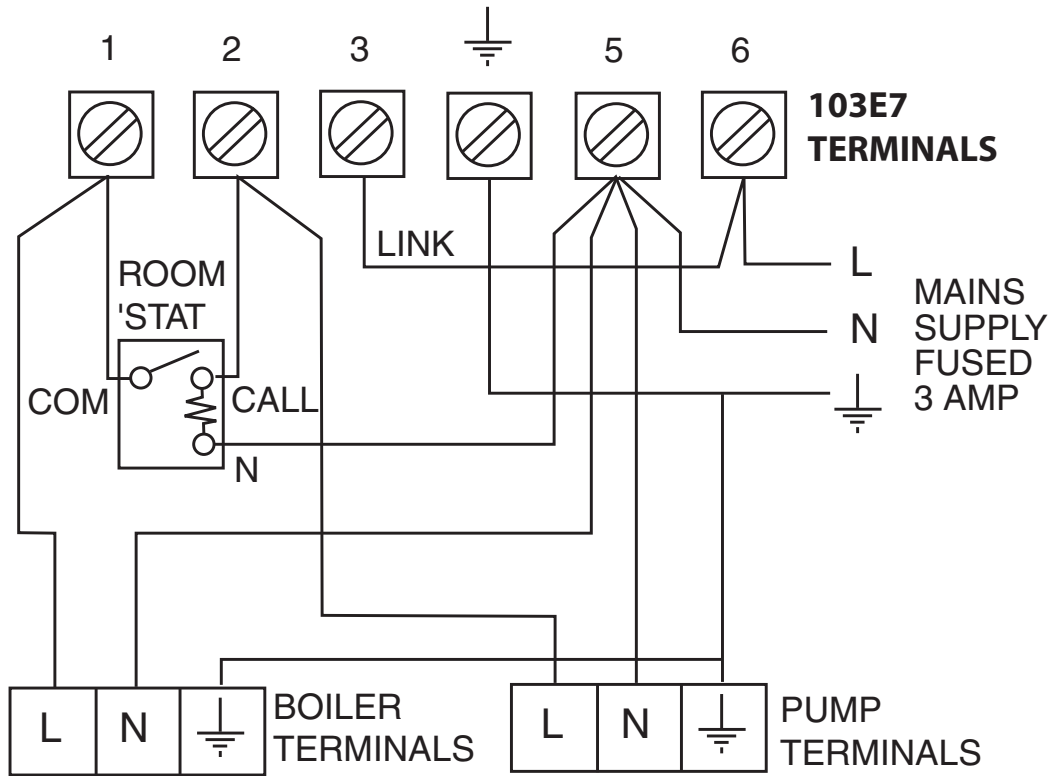 1
2
3
5
6
103E7
TERMINALS
LINK
L
ROOM
'STAT
MAINS
SUPPLY
FUSED
3 AMP
N
COM
CALL
N
L
N
BOILER
TERMINALS
L
N
PUMP
TERMINALS